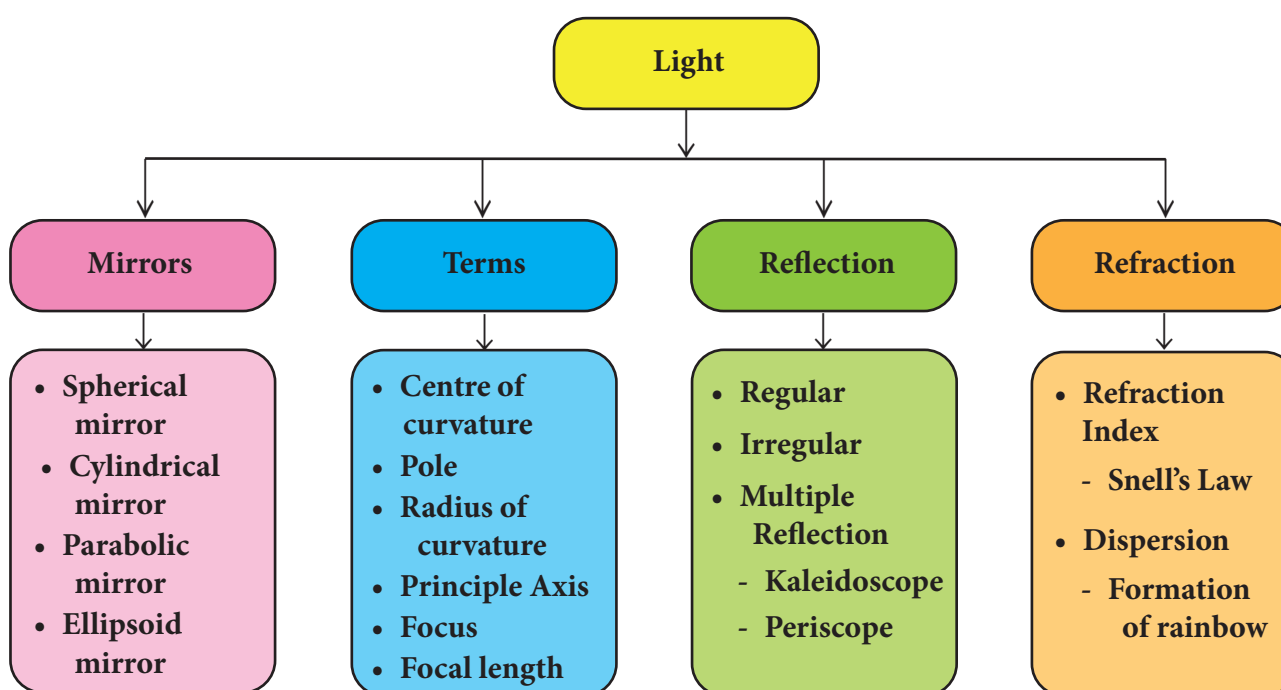 Light
Mirrors
Terms
Reflection
Refraction
• Spherical
mirror
• Cylindrical
mirror
• Parabolic
mirror
• Ellipsoid
mirror
• Centre of
curvature
• Pole
• Radius of
curvature
• Principle Axis
• Focus
• Focal length
• Regular
• Irregular
• Multiple
Reflection
- Kaleidoscope
- Periscope
• Refraction
Index
- Snell’s Law
• Dispersion
- Formation
of rainbow